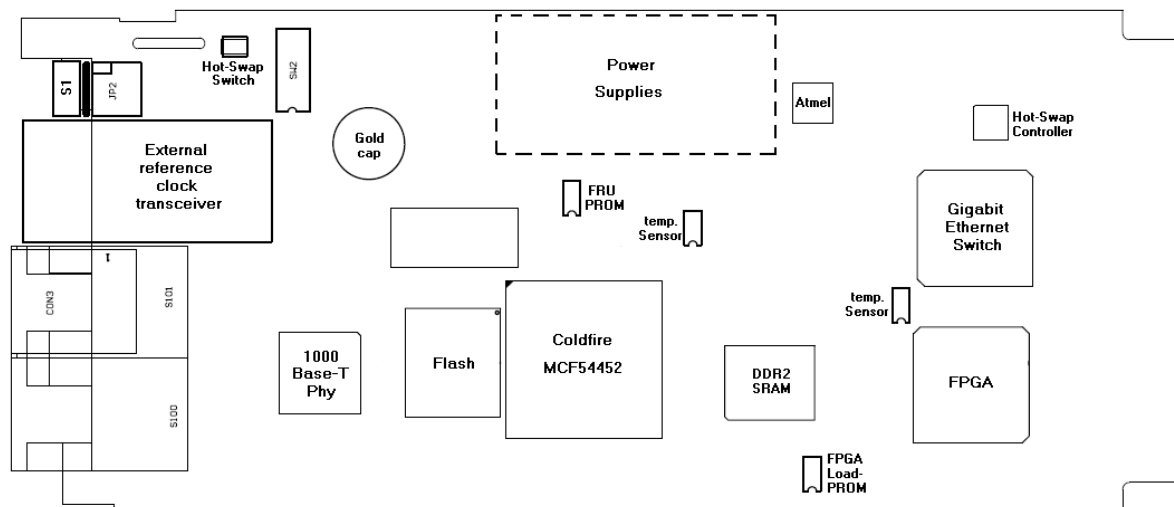 Hot-Swap
Switch
S1
JP2
SW2
Power
Supplies
Atmel
Hot-Swap
Controller
Gold
cap
External
reference
clock
transceiver
FRU
PROM
temp.
Sensor
Gigabit
Ethernet
Switch
1
CON3
S101
temp.
Sensor
1000
Base-T
Phy
Flash
Coldfire
MCF54452
DDR2
SRAM
FPGA
S100
FPGA
Load-
PROM